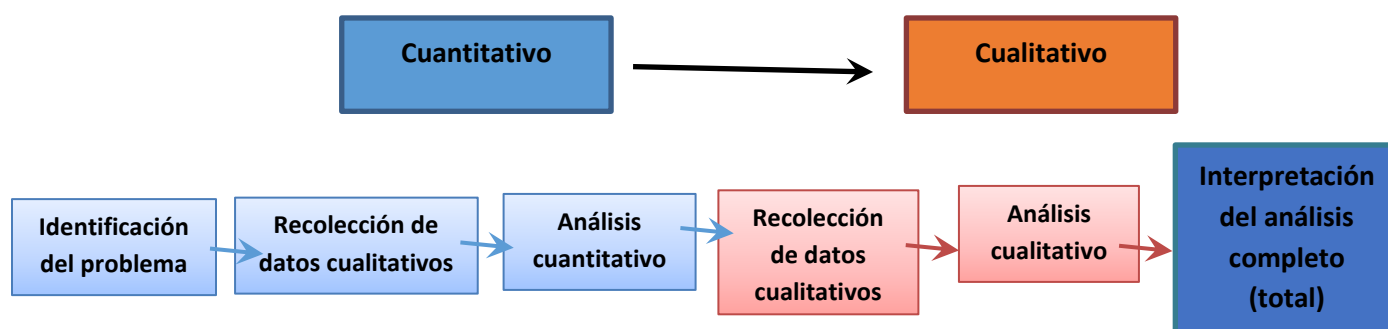 Cuantitativo
Cualitativo
Identificación
del problema
Recolección de
datos cualitativos
Análisis
cuantitativo
Recolección
de datos
cualitativos
Análisis
cualitativo
Interpretación
del análisis
completo
(total)